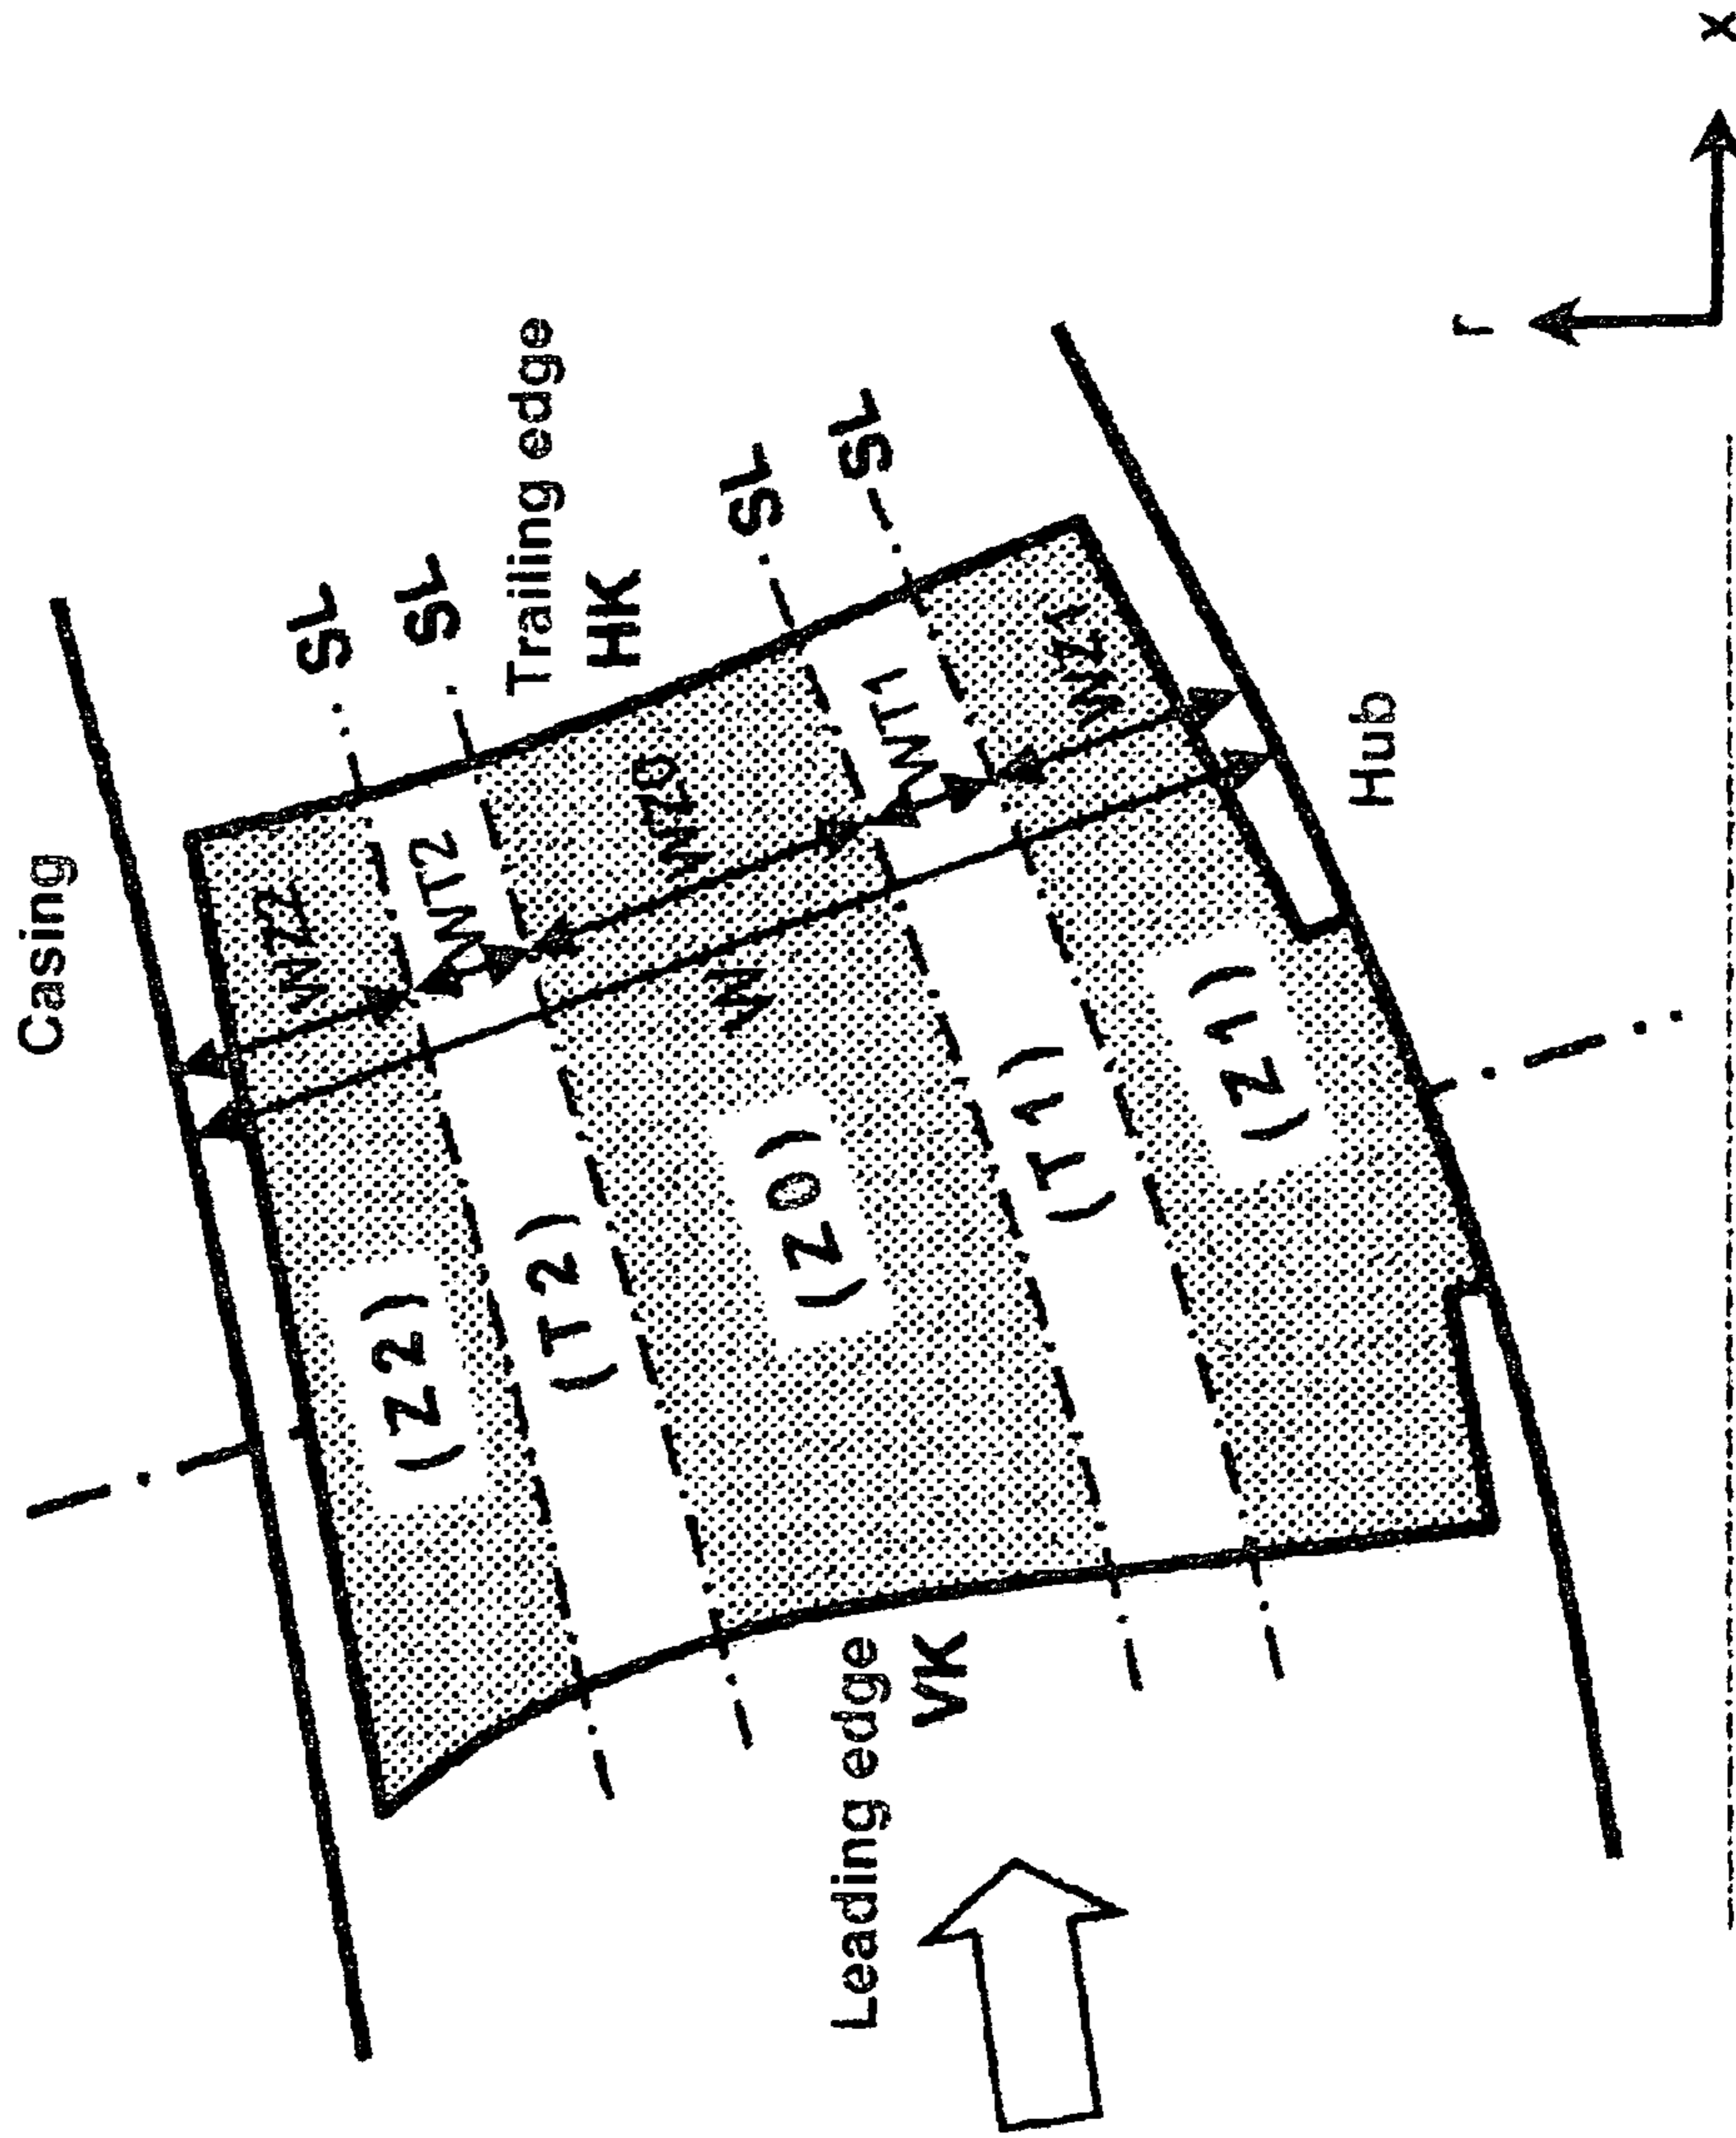 Casing
SL
SL
Trailing edge
HK
SL
SL
WZ2
WT2
WZ0
WT1
WZ1
W
(Z2)
(T2)
(Z0)
(T1)
(Z1)
Hub
Leading edge
VK
r
x